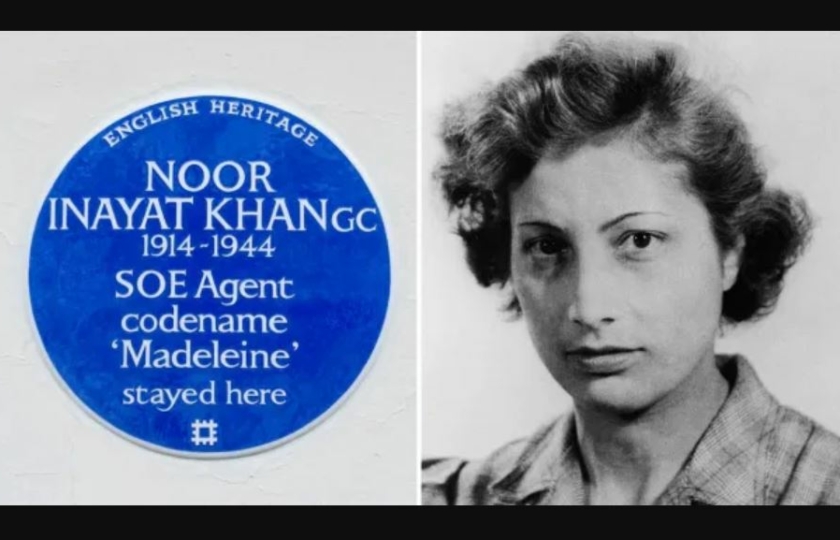 ENGLISH HERITAGE
NOOR
INAYAT KHAN GC
1914-1944
SOE Agent
codename
‘Madeleine’
stayed here